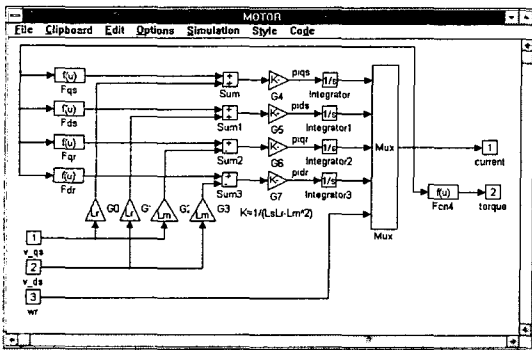 MOTOR
File Clipboard Edit Options Simulation Style Code
f(u) Fqs
Sum
K- G4
piqs
1/s Integrator
f(u) Fds
Sum1
K- G5
pids
1/s Integrator1
f(u) Fqr
Sum2
K- G6
piqr
1/s Integrator2
f(u) Fdr
Sum3
K- G7
pidr
1/s Integrator3
Mux
Mux
1
current
f(u) Fcn4
2
torque
Lr G0
Lr G
Lm G2
Lm G3
K=1/(LsLr-Lm^2)
1
v_qs
2
v_ds
3
wr